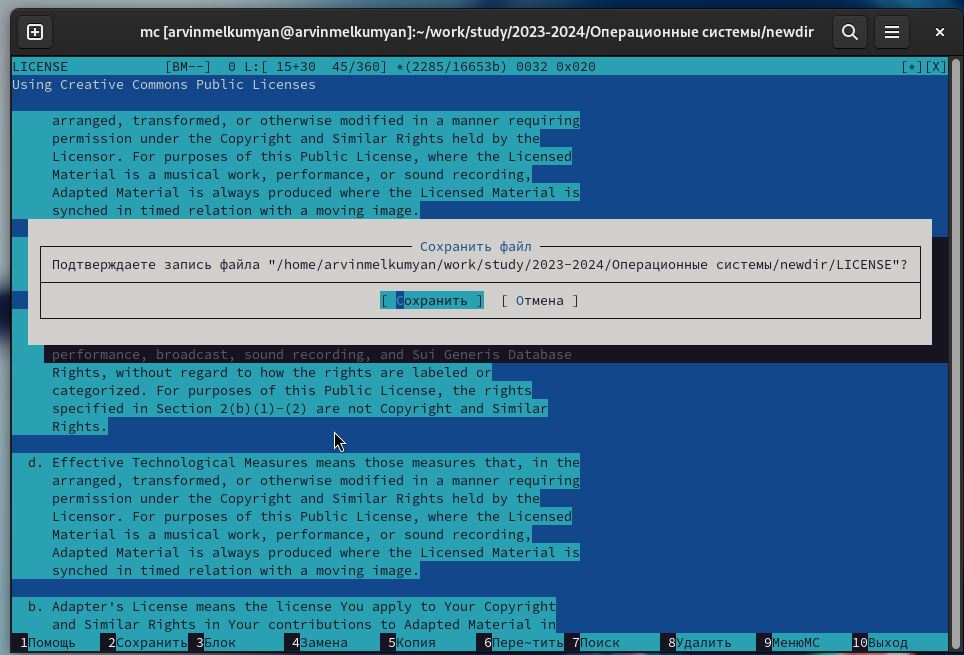 mc [arvinmelkumyan@arvinmelkumyan]:~/work/study/2023-2024/Операционные системы/newdir
LICENSE [BM--] 0 L:[ 15+30 45/360] *(2285/16653b) 0032 0x020 [*][X]
Using Creative Commons Public Licenses
arranged, transformed, or otherwise modified in a manner requiring
permission under the Copyright and Similar Rights held by the
Licensor. For purposes of this Public License, where the Licensed
Material is a musical work, performance, or sound recording,
Adapted Material is always produced where the Licensed Material is
synched in timed relation with a moving image.
Сохранить файл
Подтверждаете запись файла "/home/arvinmelkumyan/work/study/2023-2024/Операционные системы/newdir/LICENSE"?
[ Сохранить ] [ Отмена ]
performance, broadcast, sound recording, and Sui Generis Database
Rights, without regard to how the rights are labeled or
categorized. For purposes of this Public License, the rights
specified in Section 2(b)(1)-(2) are not Copyright and Similar
Rights.
d. Effective Technological Measures means those measures that, in the
arranged, transformed, or otherwise modified in a manner requiring
permission under the Copyright and Similar Rights held by the
Licensor. For purposes of this Public License, where the Licensed
Material is a musical work, performance, or sound recording,
Adapted Material is always produced where the Licensed Material is
synched in timed relation with a moving image.
b. Adapter's License means the license You apply to Your Copyright
and Similar Rights in Your contributions to Adapted Material in
1Помощь 2Сохранить 3Блок 4Замена 5Копия 6Пере~тить 7Поиск 8Удалить 9МенюMC 10Выход